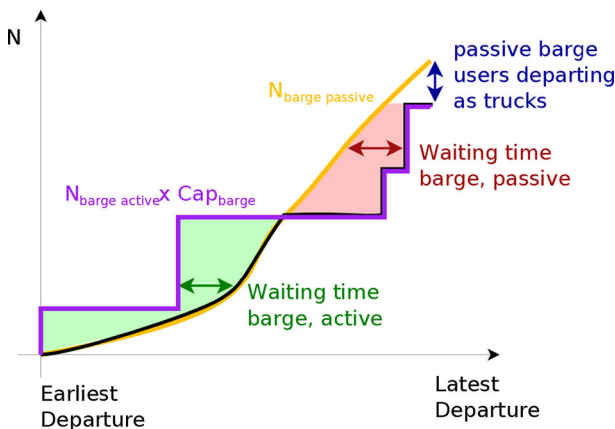 N
passive barge
users departing
as trucks
Nbarge passive
Waiting time
barge, passive
Nbarge activex Capbarge
Waiting time
barge, active
Earliest
Departure
Latest
Departure